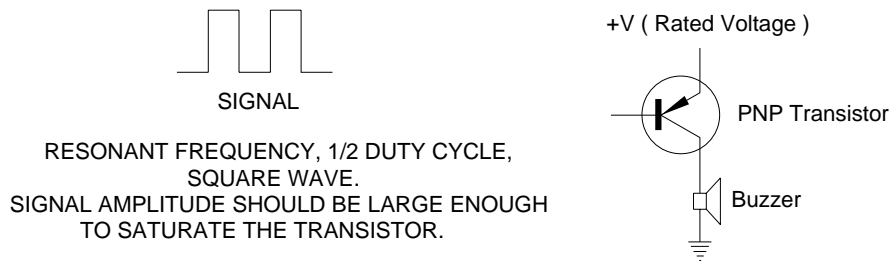 +V ( Rated Voltage )
SIGNAL
PNP Transistor
RESONANT FREQUENCY, 1/2 DUTY CYCLE,
SQUARE WAVE.
SIGNAL AMPLITUDE SHOULD BE LARGE ENOUGH
TO SATURATE THE TRANSISTOR.
Buzzer